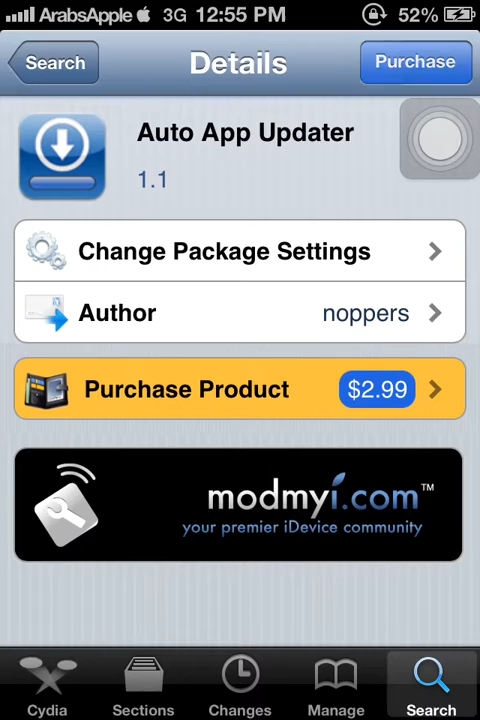 ArabsApple 3G 12:55 PM 52%
Search Details Purchase
Auto App Updater
1.1
Change Package Settings
Author noppers
Purchase Product $2.99
modmyi.com™
your premier iDevice community
Cydia Sections Changes Manage Search